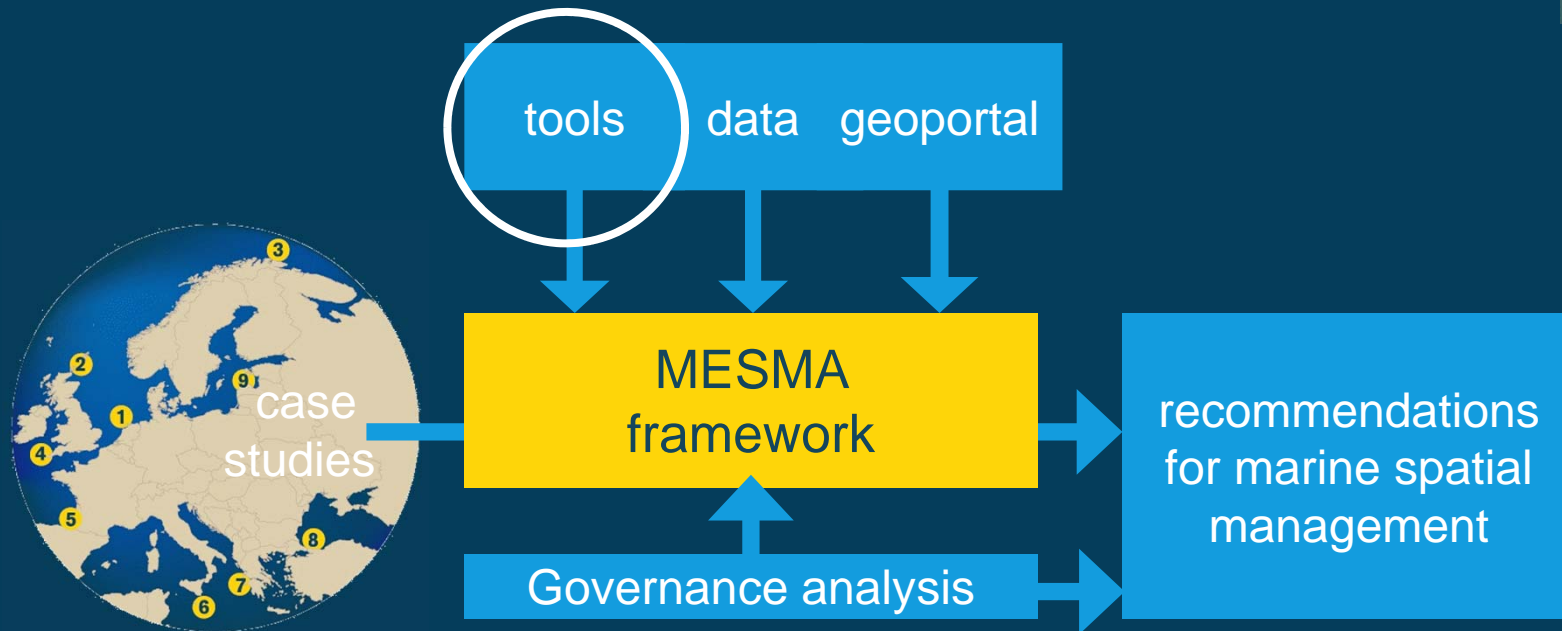 tools data geoportal
3
2
9
1
4
5
8
7
6
case
studies
MESMA
framework
Governance analysis
recommendations
for marine spatial
management